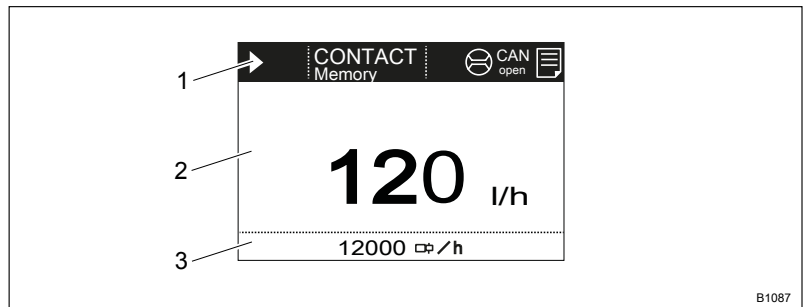 1
CONTACT
Memory
CAN
open
2
120 l/h
3
12000 /h
B1087